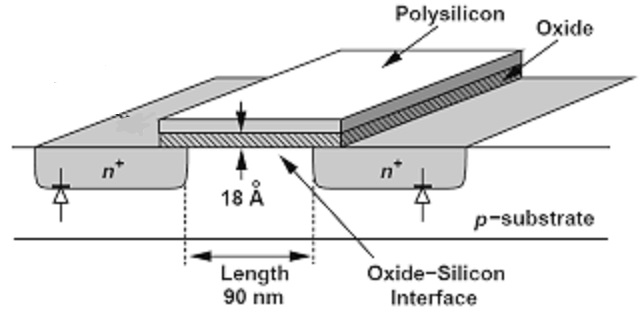 Polysilicon
Oxide
n+
18 Å
n+
p-substrate
Length
90 nm
Oxide-Silicon
Interface